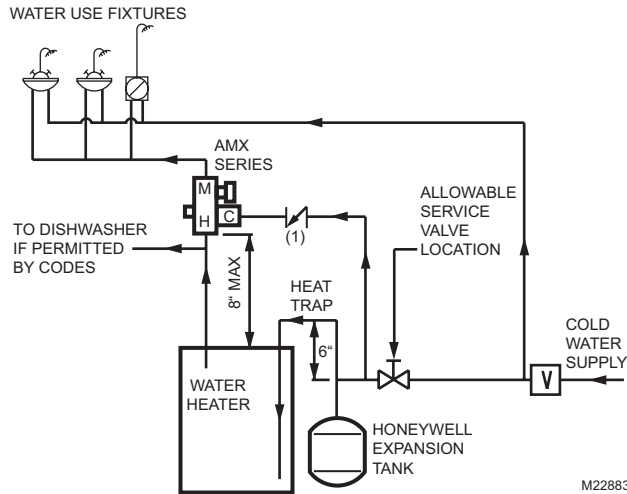 WATER USE FIXTURES
AMX
SERIES
M
H
C
(1)
ALLOWABLE
SERVICE
VALVE
LOCATION
TO DISHWASHER
IF PERMITTED
BY CODES
8" MAX
HEAT
TRAP
6"
COLD
WATER
SUPPLY
V
WATER
HEATER
HONEYWELL
EXPANSION
TANK
M22883